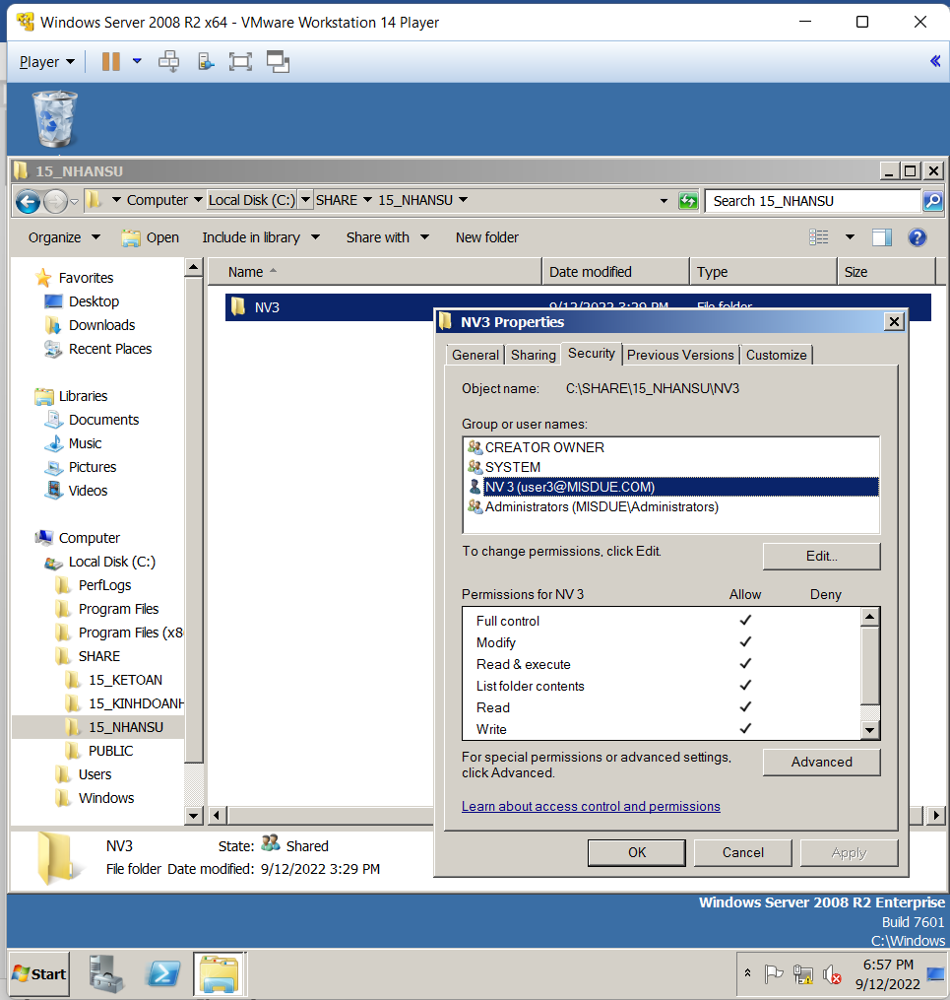 Windows Server 2008 R2 x64 - VMware Workstation 14 Player
Player
15_NHANSU
Computer Local Disk (C:) SHARE 15_NHANSU
Search 15_NHANSU
Organize Open Include in library Share with New folder
Name Date modified Type Size
NV3 9/12/2022 3:29 PM File folder
Favorites
Desktop
Downloads
Recent Places
Libraries
Documents
Music
Pictures
Videos
Computer
Local Disk (C:)
PerfLogs
Program Files
Program Files (x8
SHARE
15_KETOAN
15_KINHDOANH
15_NHANSU
PUBLIC
Users
Windows
NV3 Properties
General Sharing Security Previous Versions Customize
Object name: C:\SHARE\15_NHANSU\NV3
Group or user names:
CREATOR OWNER
SYSTEM
NV 3 (user3@MISDUE.COM)
Administrators (MISDUE\Administrators)
To change permissions, click Edit.
Edit...
Permissions for NV 3 Allow Deny
Full control
Modify
Read & execute
List folder contents
Read
Write
For special permissions or advanced settings,
click Advanced.
Advanced
Learn about access control and permissions
OK Cancel Apply
NV3 State: Shared
File folder Date modified: 9/12/2022 3:29 PM
Windows Server 2008 R2 Enterprise
Build 7601
C:\Windows
Start
6:57 PM
9/12/2022